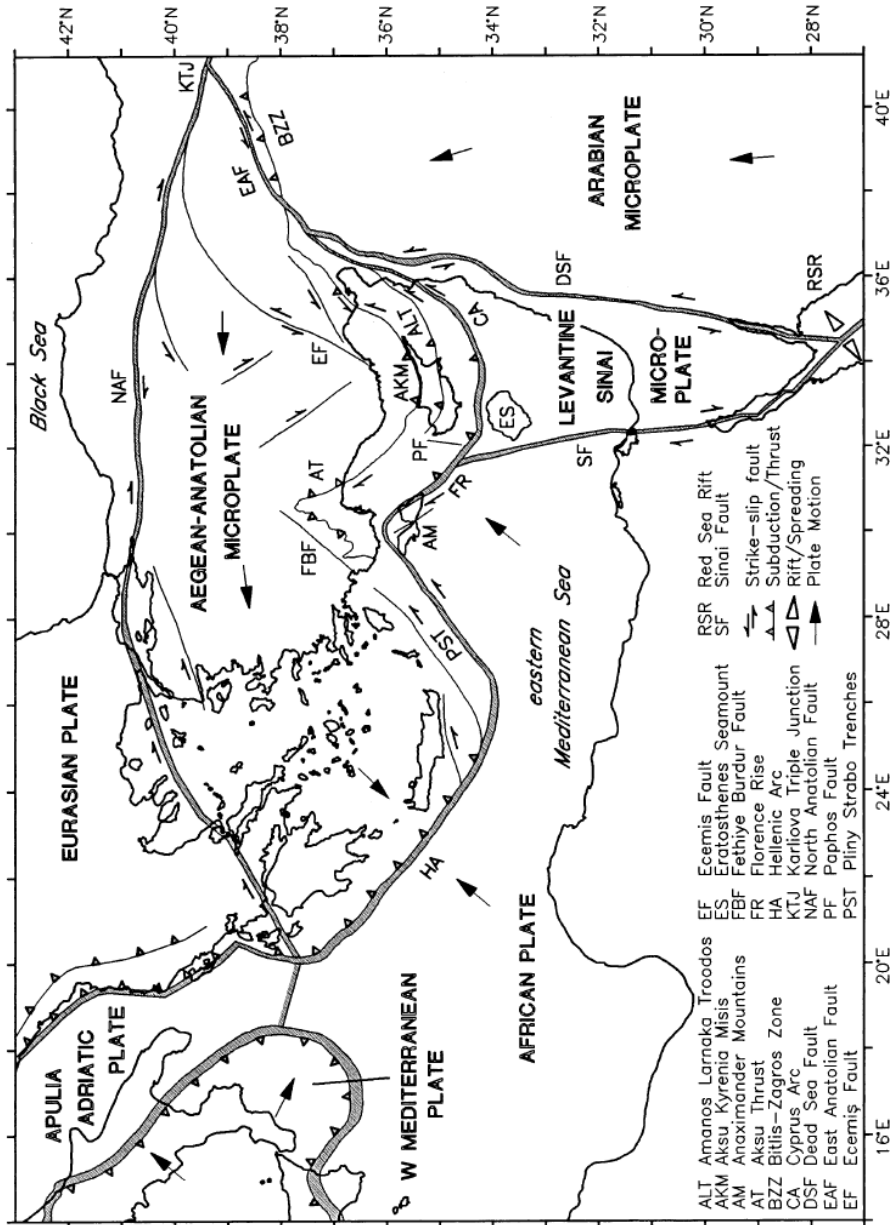 Black Sea
EURASIAN PLATE
APULIA
ADRIATIC
PLATE
NAF
KTJ
EAF
BZZ
AEGEAN-ANATOLIAN
MICROPLATE
EF
AT
FBF
AKM
ALT
PF
CA
ES
FR
AM
PST
HA
W MEDITERRANEAN
PLATE
AFRICAN PLATE
eastern
Mediterranean Sea
LEVANTINE
SINAI
MICRO-
PLATE
SF
DSF
RSR
ARABIAN
MICROPLATE
42°N
40°N
38°N
36°N
34°N
32°N
30°N
28°N
16°E
20°E
24°E
28°E
32°E
36°E
40°E
ALT Amanos Larnaka Troodos
AKM Aksu Kyrenia Misis
AM Anaximander Mountains
AT Aksu Thrust
BZZ Bitlis-Zagros Zone
CA Cyprus Arc
DSF Dead Sea Fault
EAF East Anatolian Fault
EF Ecemiş Fault
EF Ecemis Fault
ES Eratosthenes Seamount
FBF Fethiye Burdur Fault
FR Florence Rise
HA Hellenic Arc
KTJ Karliova Triple Junction
NAF North Anatolian Fault
PF Paphos Fault
PST Pliny Strabo Trenches
RSR Red Sea Rift
SF Sinai Fault
Strike-slip fault
Subduction/Thrust
Rift/Spreading
Plate Motion